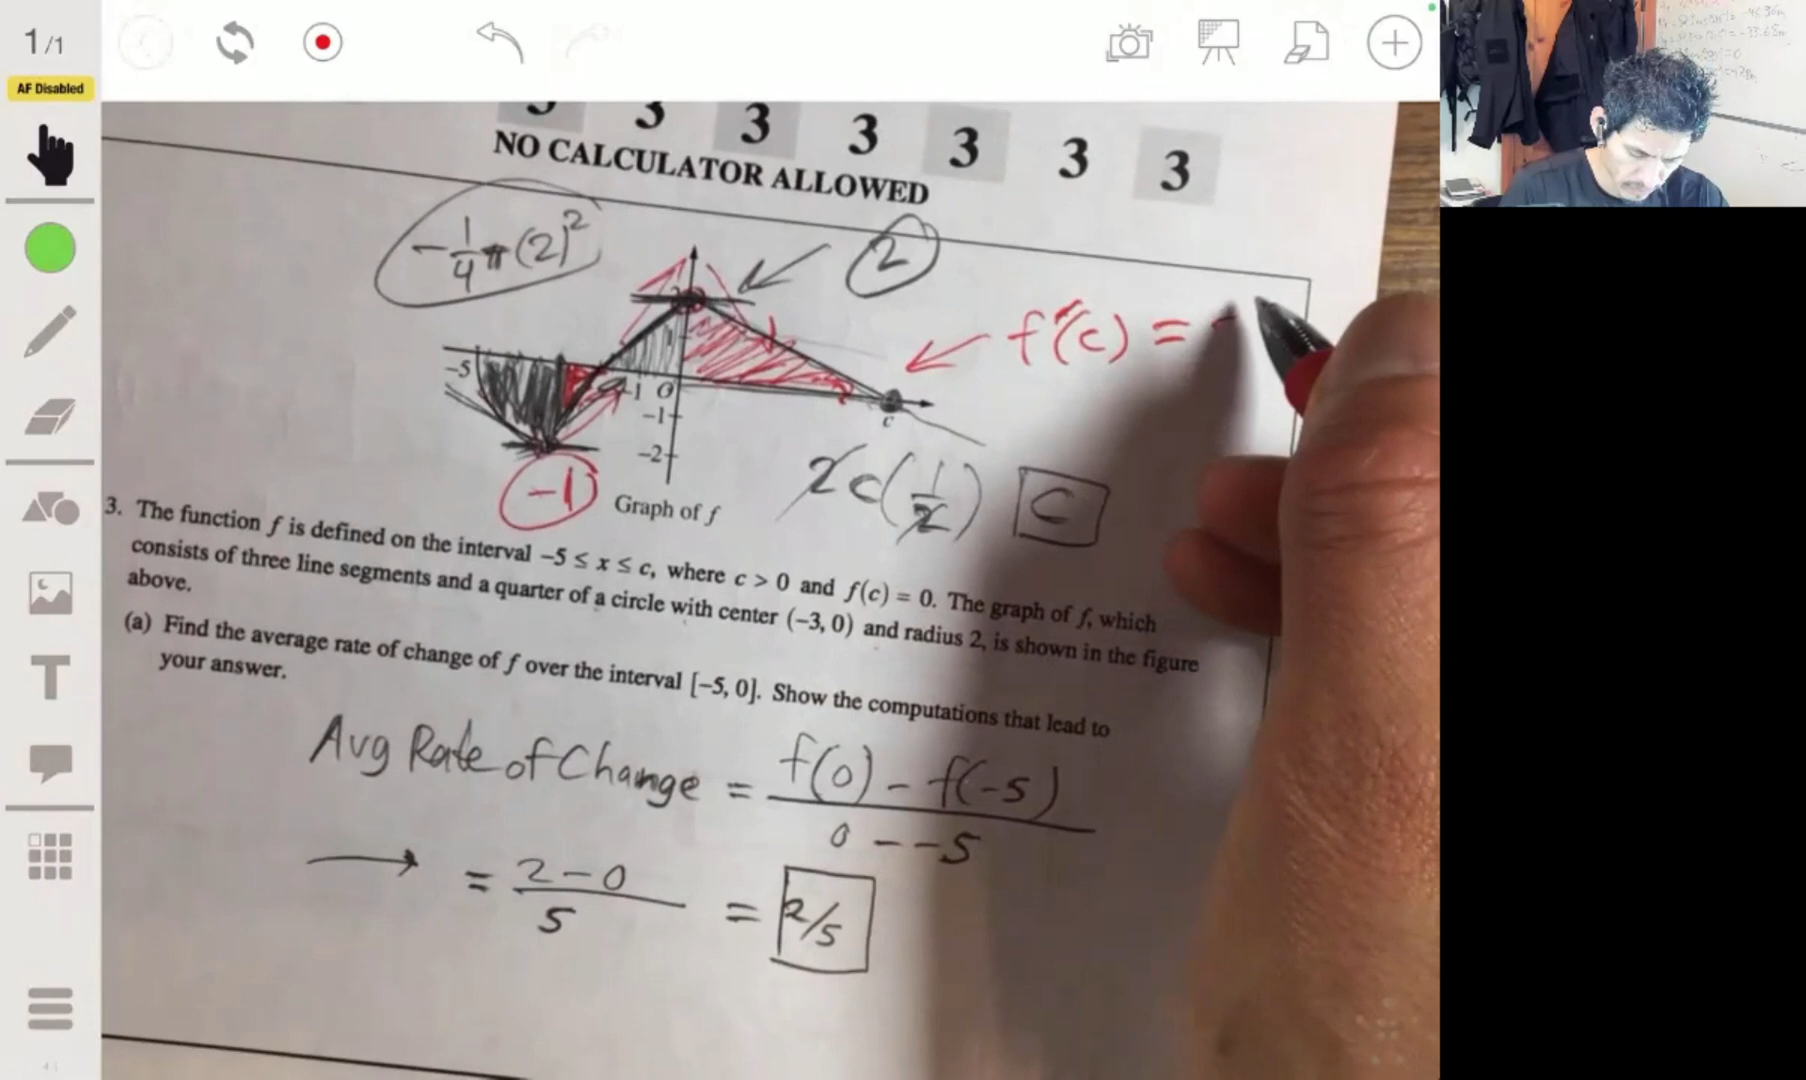 1/1
AF Disabled
3 3 3 3 3 3
NO CALCULATOR ALLOWED
-1/4 π(2)²
2
f'(c) =
-5 -1 O
-1
-2
c
-1
Graph of f
2c(1/2) C
3. The function f is defined on the interval −5 ≤ x ≤ c, where c > 0 and f(c) = 0. The graph of f, which
consists of three line segments and a quarter of a circle with center (−3, 0) and radius 2, is shown in the figure
above.
(a) Find the average rate of change of f over the interval [−5, 0]. Show the computations that lead to
your answer.
Avg Rate of Change = f(0) - f(-5)
0 - -5
→ = 2-0 = 2/5
5
T